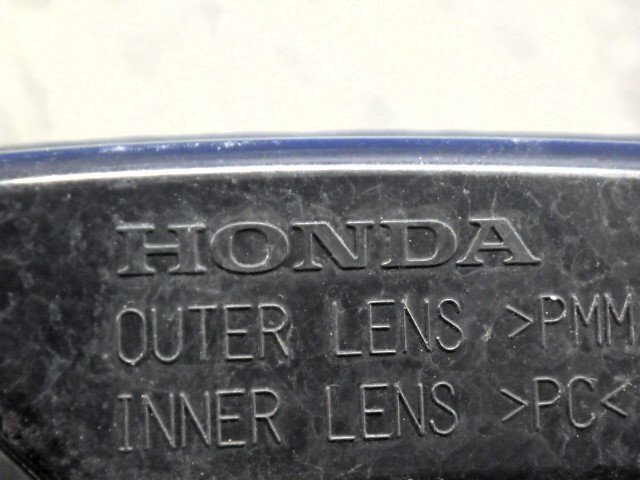 HONDA
OUTER LENS >PMM
INNER LENS >PC<